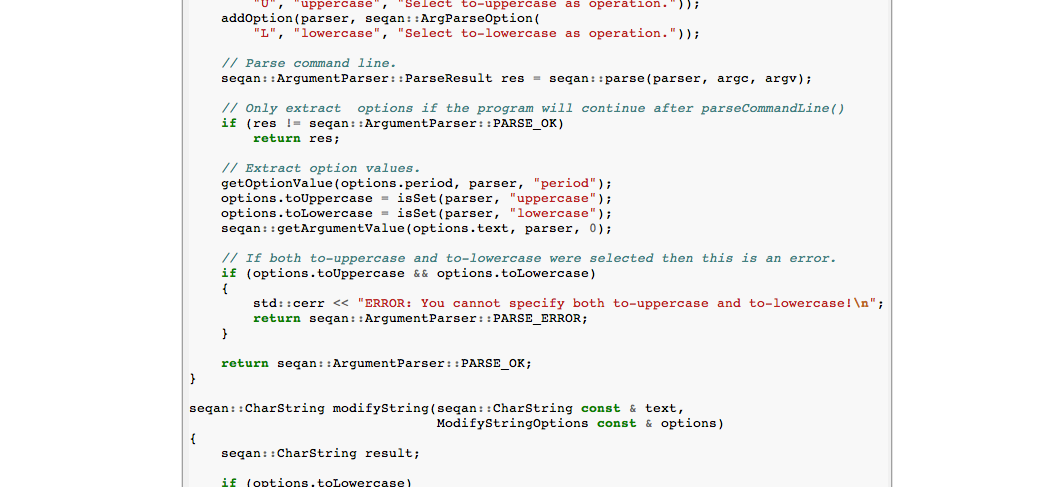 "U", "uppercase", "Select to-uppercase as operation."));
addOption(parser, seqan::ArgParseOption(
"L", "lowercase", "Select to-lowercase as operation."));
// Parse command line.
seqan::ArgumentParser::ParseResult res = seqan::parse(parser, argc, argv);
// Only extract  options if the program will continue after parseCommandLine()
if (res != seqan::ArgumentParser::PARSE_OK)
return res;
// Extract option values.
getOptionValue(options.period, parser, "period");
options.toUppercase = isSet(parser, "uppercase");
options.toLowercase = isSet(parser, "lowercase");
seqan::getArgumentValue(options.text, parser, 0);
// If both to-uppercase and to-lowercase were selected then this is an error.
if (options.toUppercase && options.toLowercase)
{
std::cerr << "ERROR: You cannot specify both to-uppercase and to-lowercase!\n";
return seqan::ArgumentParser::PARSE_ERROR;
}
return seqan::ArgumentParser::PARSE_OK;
}
seqan::CharString modifyString(seqan::CharString const & text,
ModifyStringOptions const & options)
{
seqan::CharString result;
if (options.toLowercase)